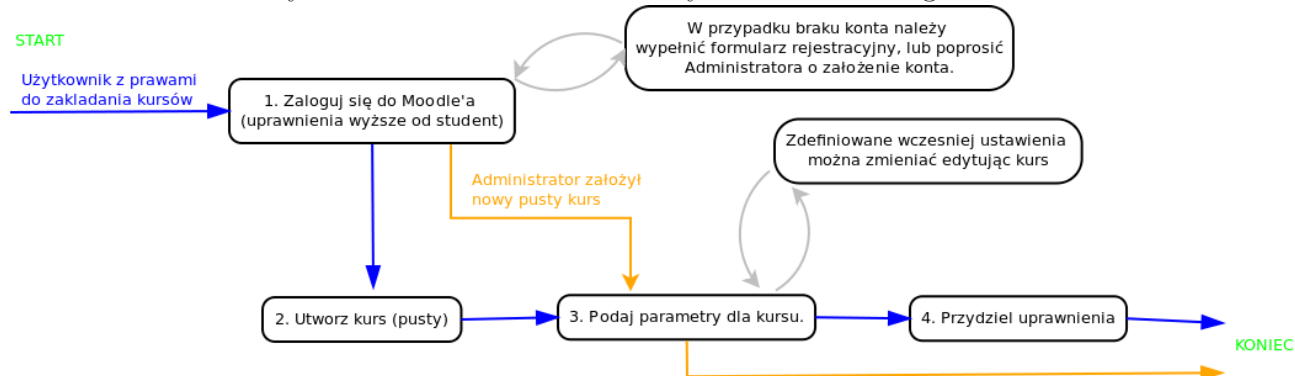 START
W przypadku braku konta należy
wypełnić formularz rejestracyjny, lub poprosić
Administratora o założenie konta.
Użytkownik z prawami
do zakladania kursów
1. Zaloguj się do Moodle'a
(uprawnienia wyższe od student)
Zdefiniowane wczesniej ustawienia
można zmieniać edytując kurs
Administrator założył
nowy pusty kurs
2. Utworz kurs (pusty)
3. Podaj parametry dla kursu.
4. Przydziel uprawnienia
KONIEC